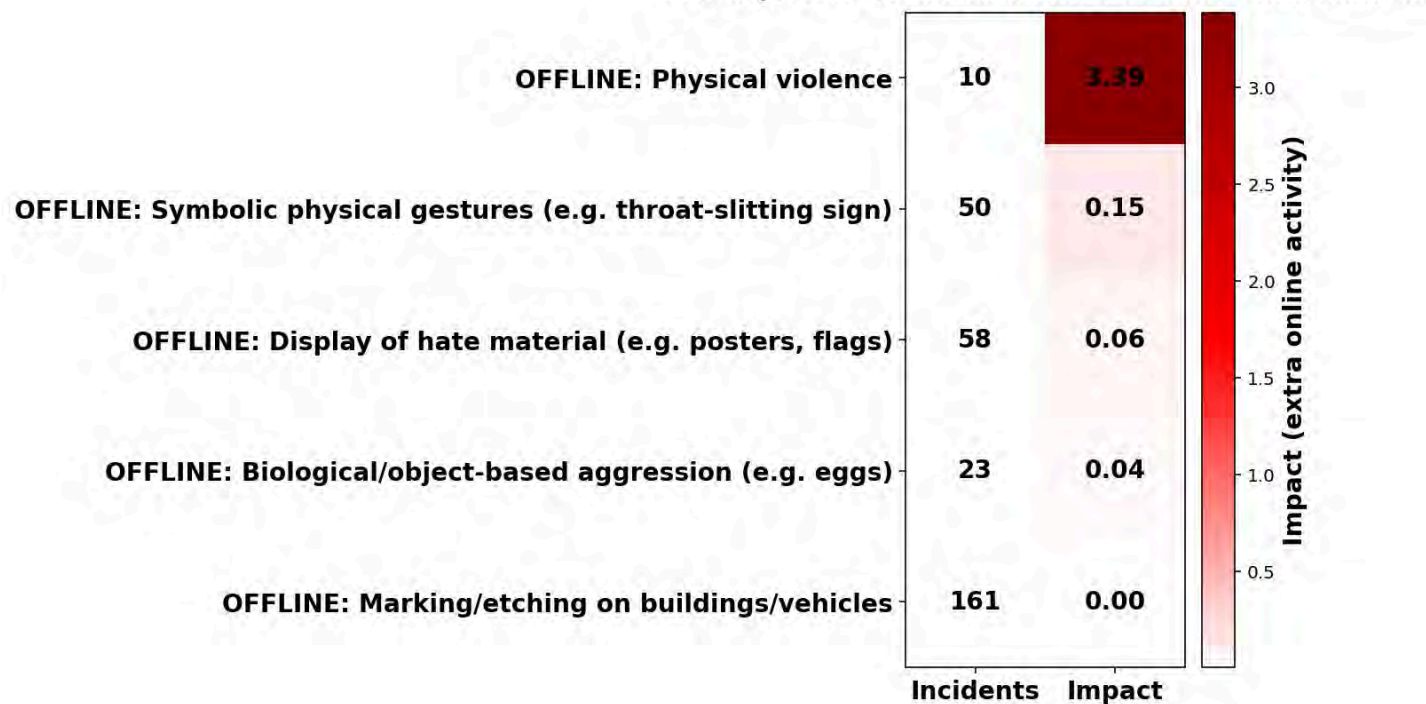 OFFLINE: Physical violence 10 3.39
OFFLINE: Symbolic physical gestures (e.g. throat-slitting sign) 50 0.15
OFFLINE: Display of hate material (e.g. posters, flags) 58 0.06
OFFLINE: Biological/object-based aggression (e.g. eggs) 23 0.04
OFFLINE: Marking/etching on buildings/vehicles 161 0.00
Incidents Impact
3.0
2.5
2.0
1.5
1.0
0.5
Impact (extra online activity)